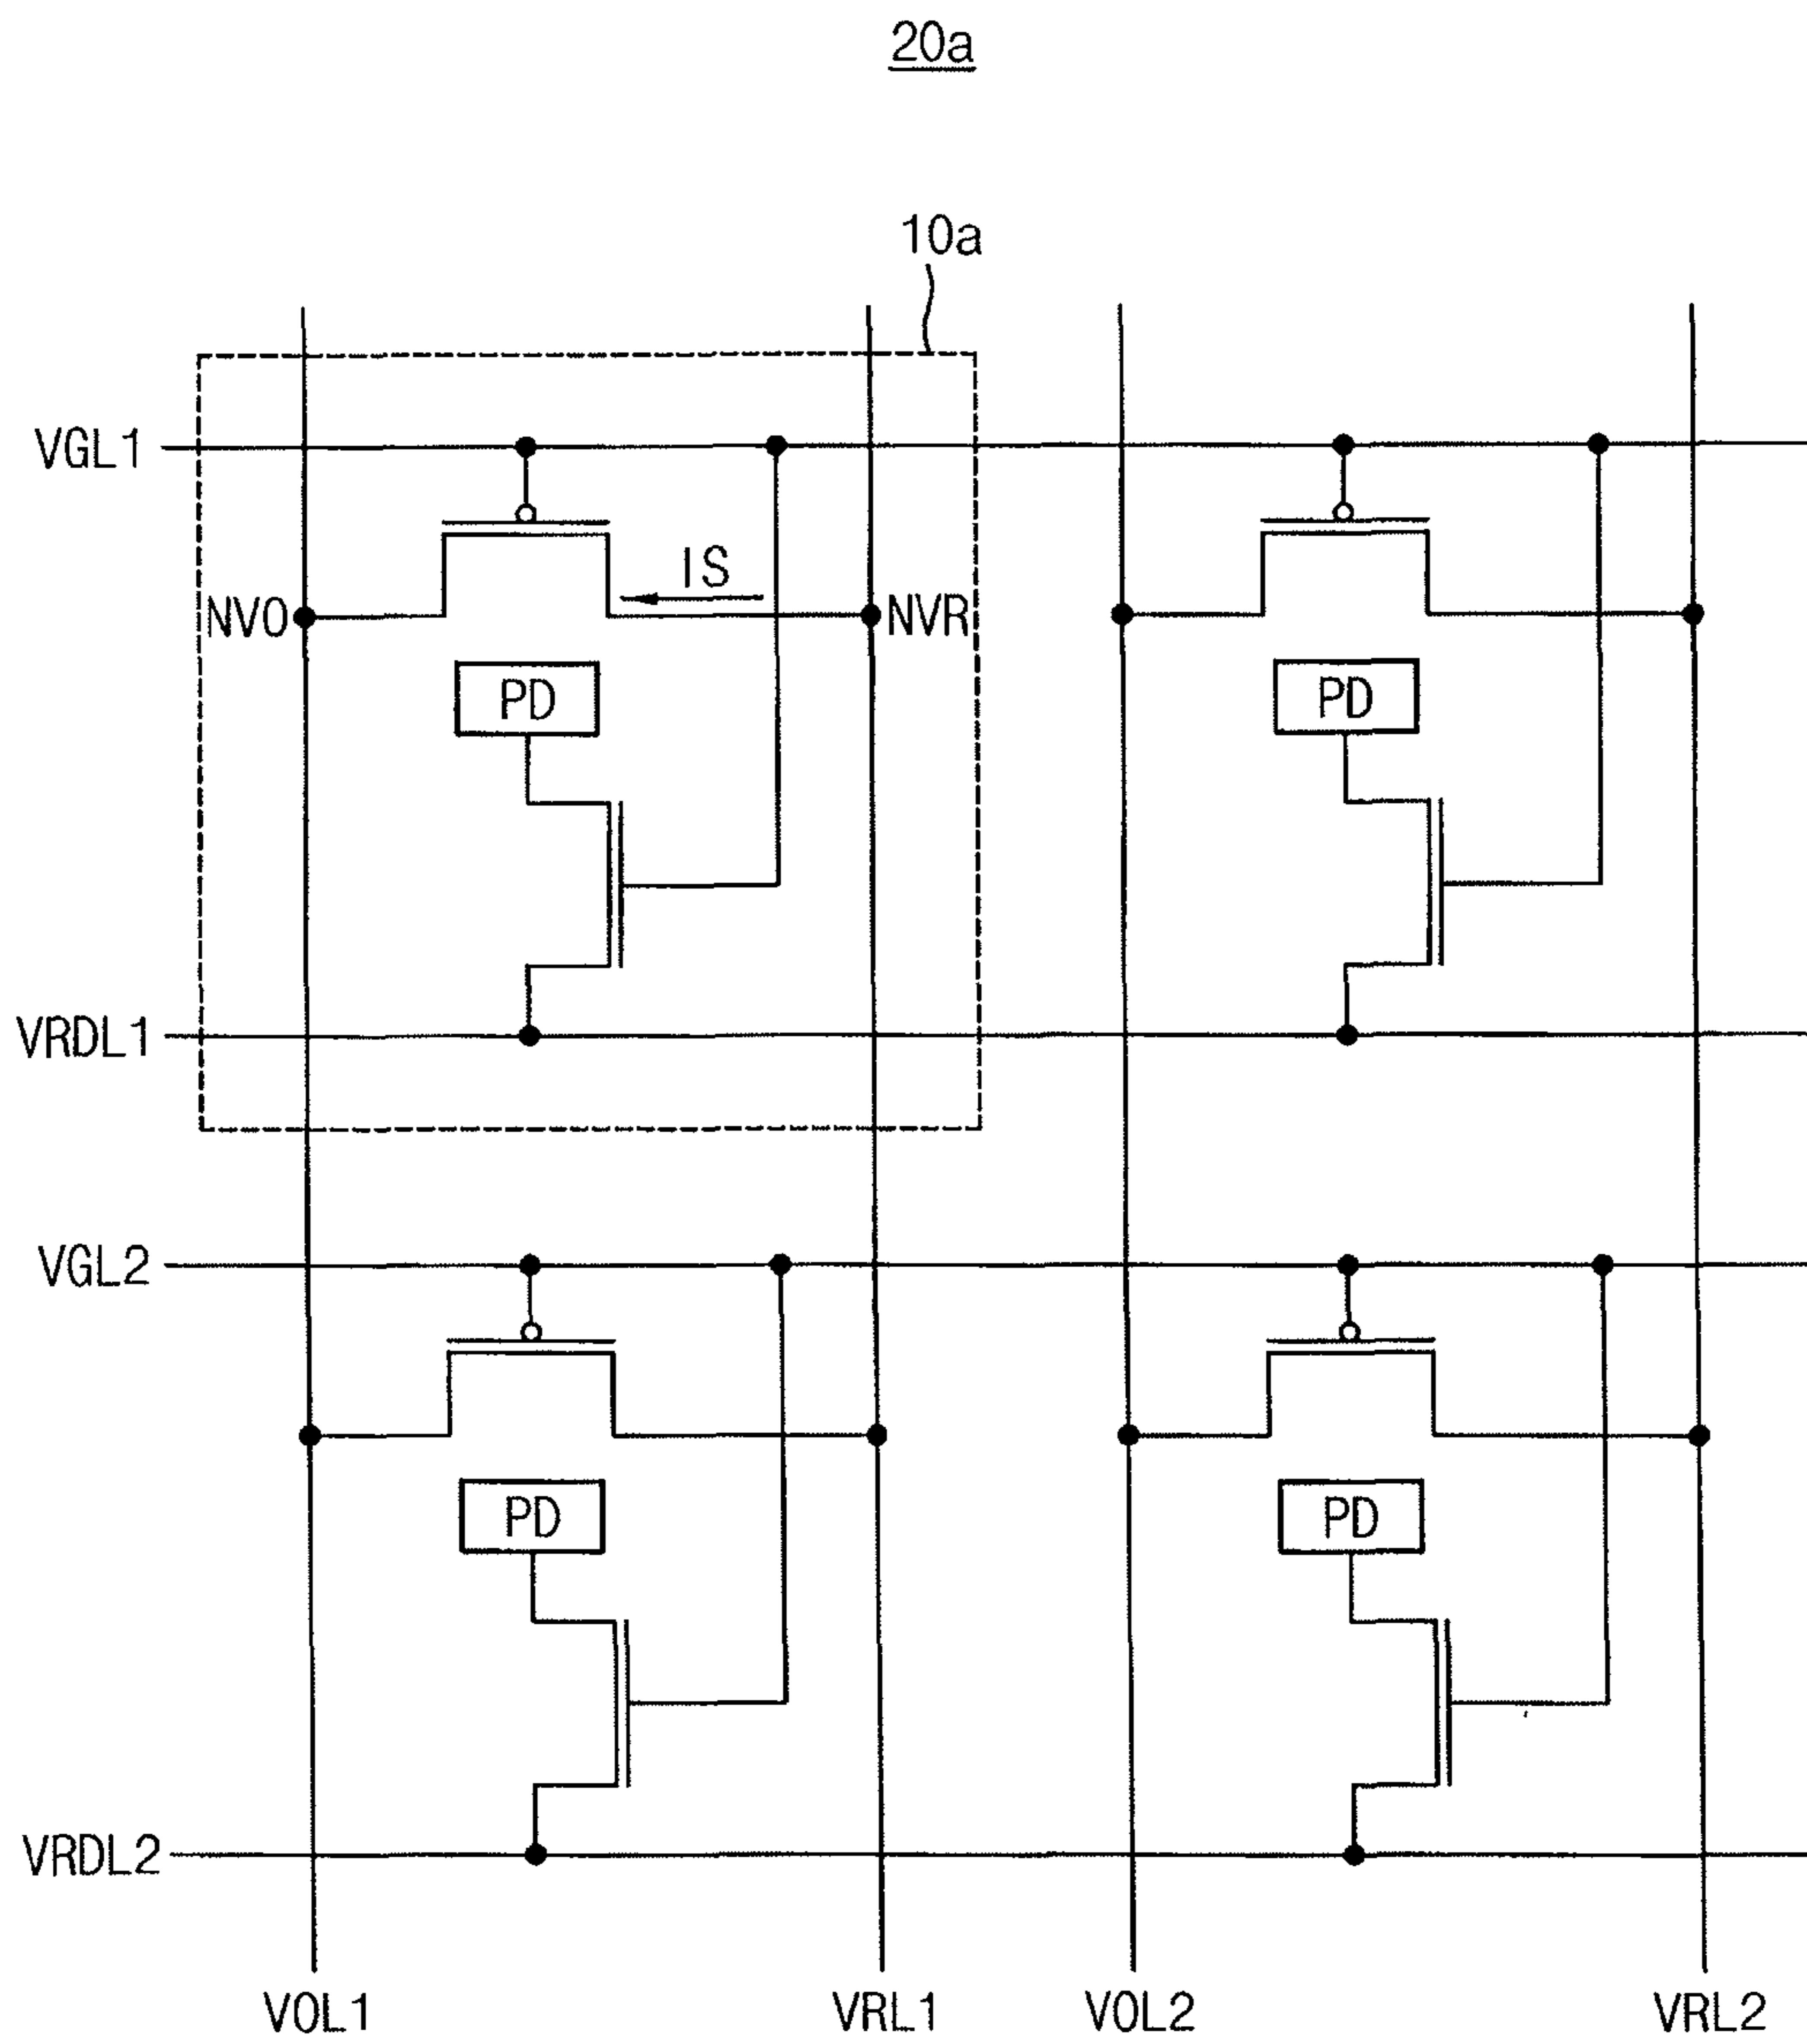 20a
10a
VGL1
IS
NVO
NVR
PD
PD
VRDL1
VGL2
PD
PD
VRDL2
VOL1
VRL1
VOL2
VRL2